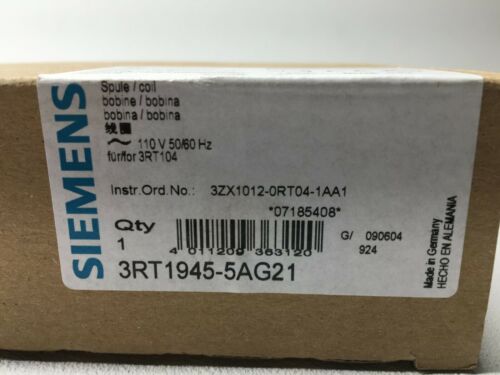 SIEMENS
Spule / coil
bobine / bobina
bobina / bobina
线圈
110 V 50/60 Hz
für/for 3RT104
Instr.Ord.No.: 3ZX1012-0RT04-1AA1
*07185408*
Qty
1
4 011209 363120
G/ 090604
924
3RT1945-5AG21
Made in Germany
HECHO EN ALEMANIA